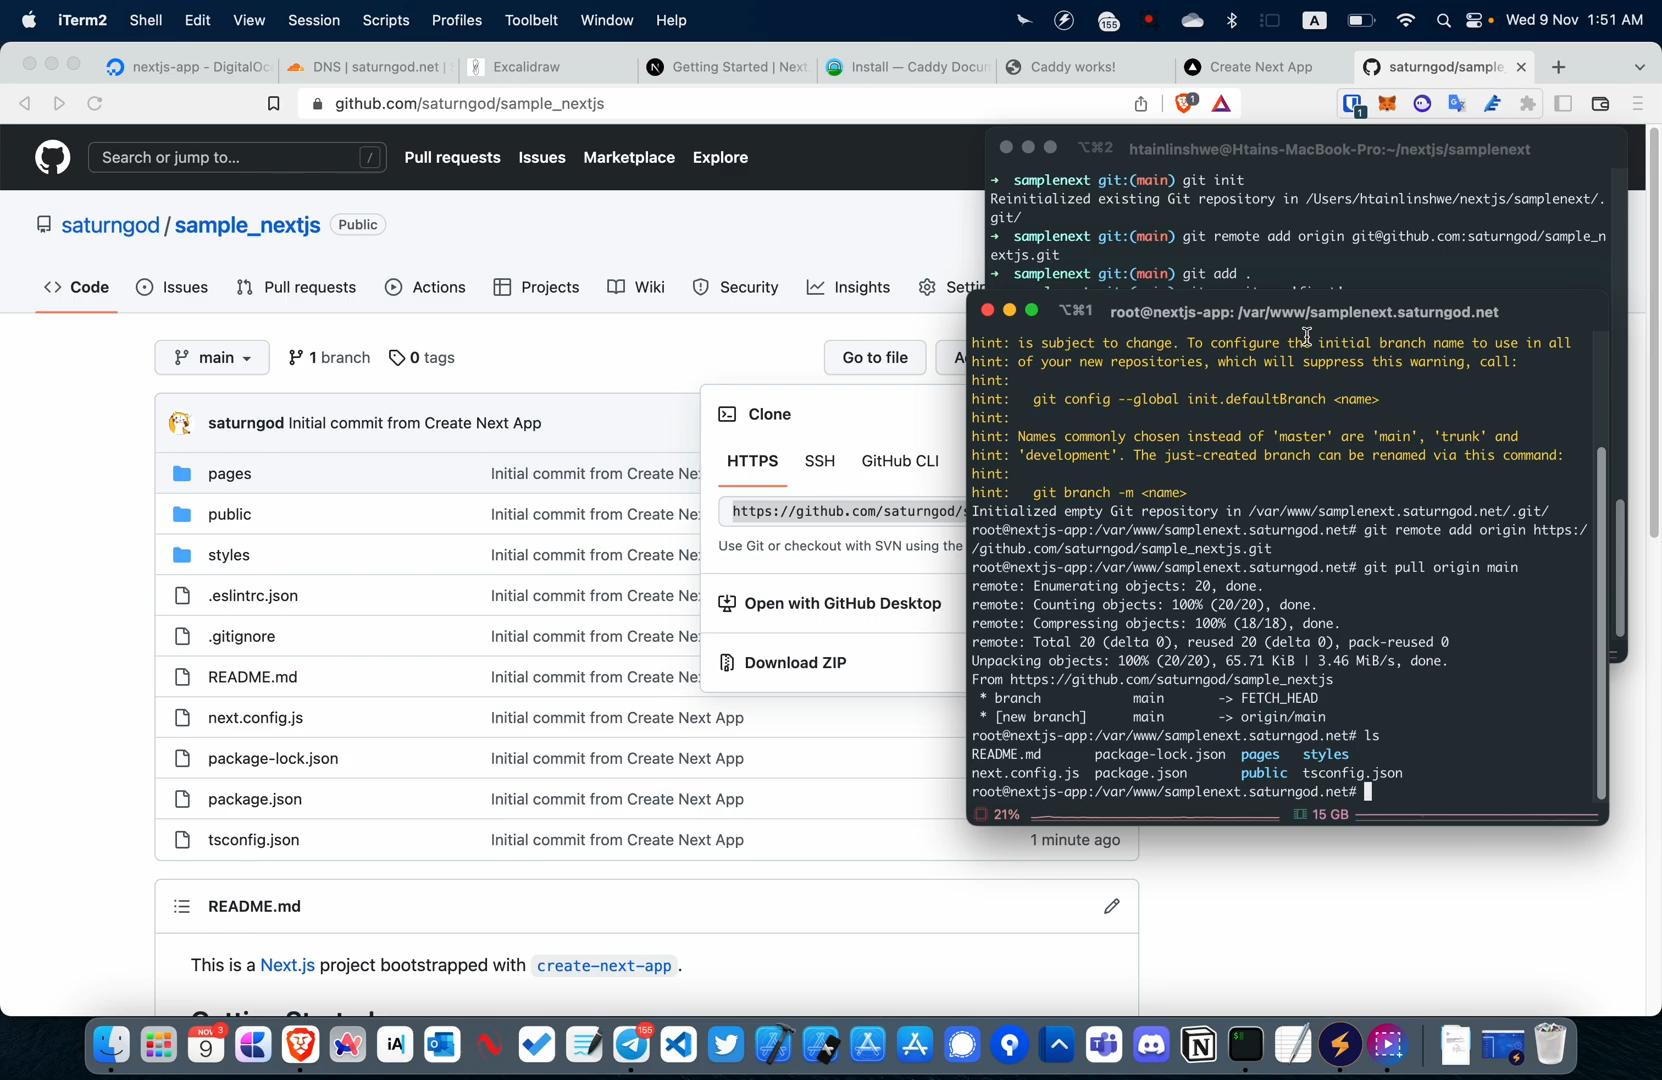 iTerm2 Shell Edit View Session Scripts Profiles Toolbelt Window Help 155 A Wed 9 Nov 1:51 AM
nextjs-app - DigitalOc DNS | saturngod.net | Excalidraw Getting Started | Next. Install — Caddy Docum Caddy works! Create Next App saturngod/sample_
github.com/saturngod/sample_nextjs 1 1
Search or jump to... / Pull requests Issues Marketplace Explore
saturngod / sample_nextjs Public
Code Issues Pull requests Actions Projects Wiki Security Insights
main 1 branch 0 tags Go to file
saturngod Initial commit from Create Next App
pages Initial commit from Create Ne
public Initial commit from Create Ne
styles Initial commit from Create Ne
.eslintrc.json Initial commit from Create Ne
.gitignore Initial commit from Create Ne
README.md Initial commit from Create Ne
next.config.js Initial commit from Create Next App
package-lock.json Initial commit from Create Next App
package.json Initial commit from Create Next App
tsconfig.json Initial commit from Create Next App 1 minute ago
README.md
This is a Next.js project bootstrapped with create-next-app.
Clone
HTTPS SSH GitHub CLI
https://github.com/saturngod/s
Use Git or checkout with SVN using the
Open with GitHub Desktop
Download ZIP
⌥⌘2 htainlinshwe@Htains-MacBook-Pro:~/nextjs/samplenext
→ samplenext git:(main) git init
Reinitialized existing Git repository in /Users/htainlinshwe/nextjs/samplenext/.
git/
→ samplenext git:(main) git remote add origin git@github.com:saturngod/sample_n
extjs.git
→ samplenext git:(main) git add .
⌥⌘1 root@nextjs-app: /var/www/samplenext.saturngod.net
hint: is subject to change. To configure the initial branch name to use in all
hint: of your new repositories, which will suppress this warning, call:
hint:
hint: git config --global init.defaultBranch <name>
hint:
hint: Names commonly chosen instead of 'master' are 'main', 'trunk' and
hint: 'development'. The just-created branch can be renamed via this command:
hint:
hint: git branch -m <name>
Initialized empty Git repository in /var/www/samplenext.saturngod.net/.git/
root@nextjs-app:/var/www/samplenext.saturngod.net# git remote add origin https:/
/github.com/saturngod/sample_nextjs.git
root@nextjs-app:/var/www/samplenext.saturngod.net# git pull origin main
remote: Enumerating objects: 20, done.
remote: Counting objects: 100% (20/20), done.
remote: Compressing objects: 100% (18/18), done.
remote: Total 20 (delta 0), reused 20 (delta 0), pack-reused 0
Unpacking objects: 100% (20/20), 65.71 KiB | 3.46 MiB/s, done.
From https://github.com/saturngod/sample_nextjs
* branch main -> FETCH_HEAD
* [new branch] main -> origin/main
root@nextjs-app:/var/www/samplenext.saturngod.net# ls
README.md package-lock.json pages styles
next.config.js package.json public tsconfig.json
root@nextjs-app:/var/www/samplenext.saturngod.net#
21% 15 GB
NOV 3 9 iA 155